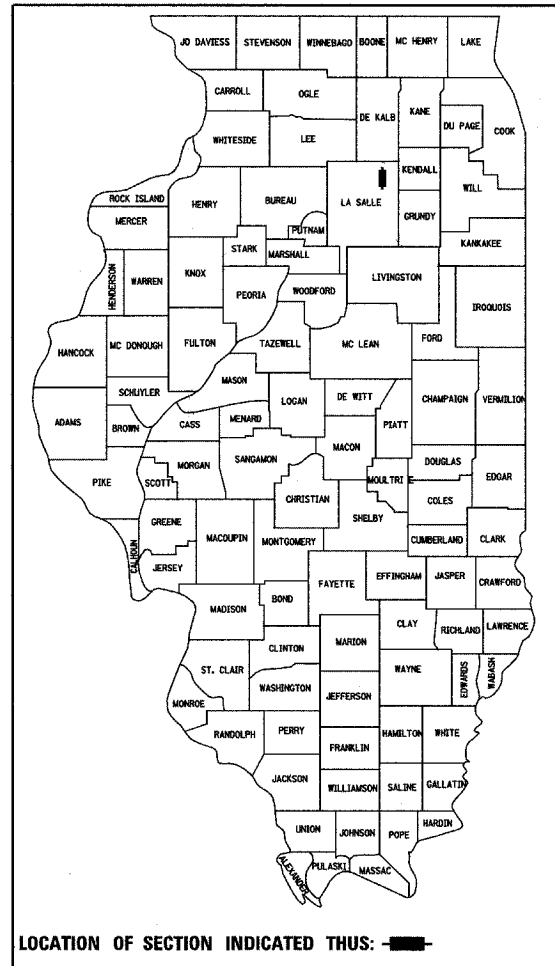 JO DAVIESS STEVENSON WINNEBAGO BOONE MC HENRY LAKE
CARROLL OGLE DE KALB KANE DU PAGE COOK
WHITESIDE LEE KENDALL WILL
ROCK ISLAND HENRY BUREAU LA SALLE GRUNDY
MERCER PUTNAM KANKAKEE
HENDERSON WARREN KNOX STARK MARSHALL LIVINGSTON
PEORIA WOODFORD IROQUOIS
HANCOCK MC DONOUGH FULTON TAZEWELL MC LEAN FORD
SCHUYLER MASON LOGAN DE WITT CHAMPAIGN VERMILION
ADAMS BROWN CASS MENARD MACON PIATT
PIKE SCOTT MORGAN SANGAMON CHRISTIAN MOULTRIE DOUGLAS EDGAR
COLES
GREENE MACOUPIN MONTGOMERY SHELBY CUMBERLAND CLARK
CALHOUN JERSEY FAYETTE EFFINGHAM JASPER CRAWFORD
MADISON BOND CLAY RICHLAND LAWRENCE
CLINTON MARION WAYNE EDWARDS WABASH
ST. CLAIR WASHINGTON JEFFERSON
MONROE RANDOLPH PERRY FRANKLIN HAMILTON WHITE
JACKSON WILLIAMSON SALINE GALLATIN
UNION JOHNSON POPE HARDIN
ALEXANDER PULASKI MASSAC
LOCATION OF SECTION INDICATED THUS: